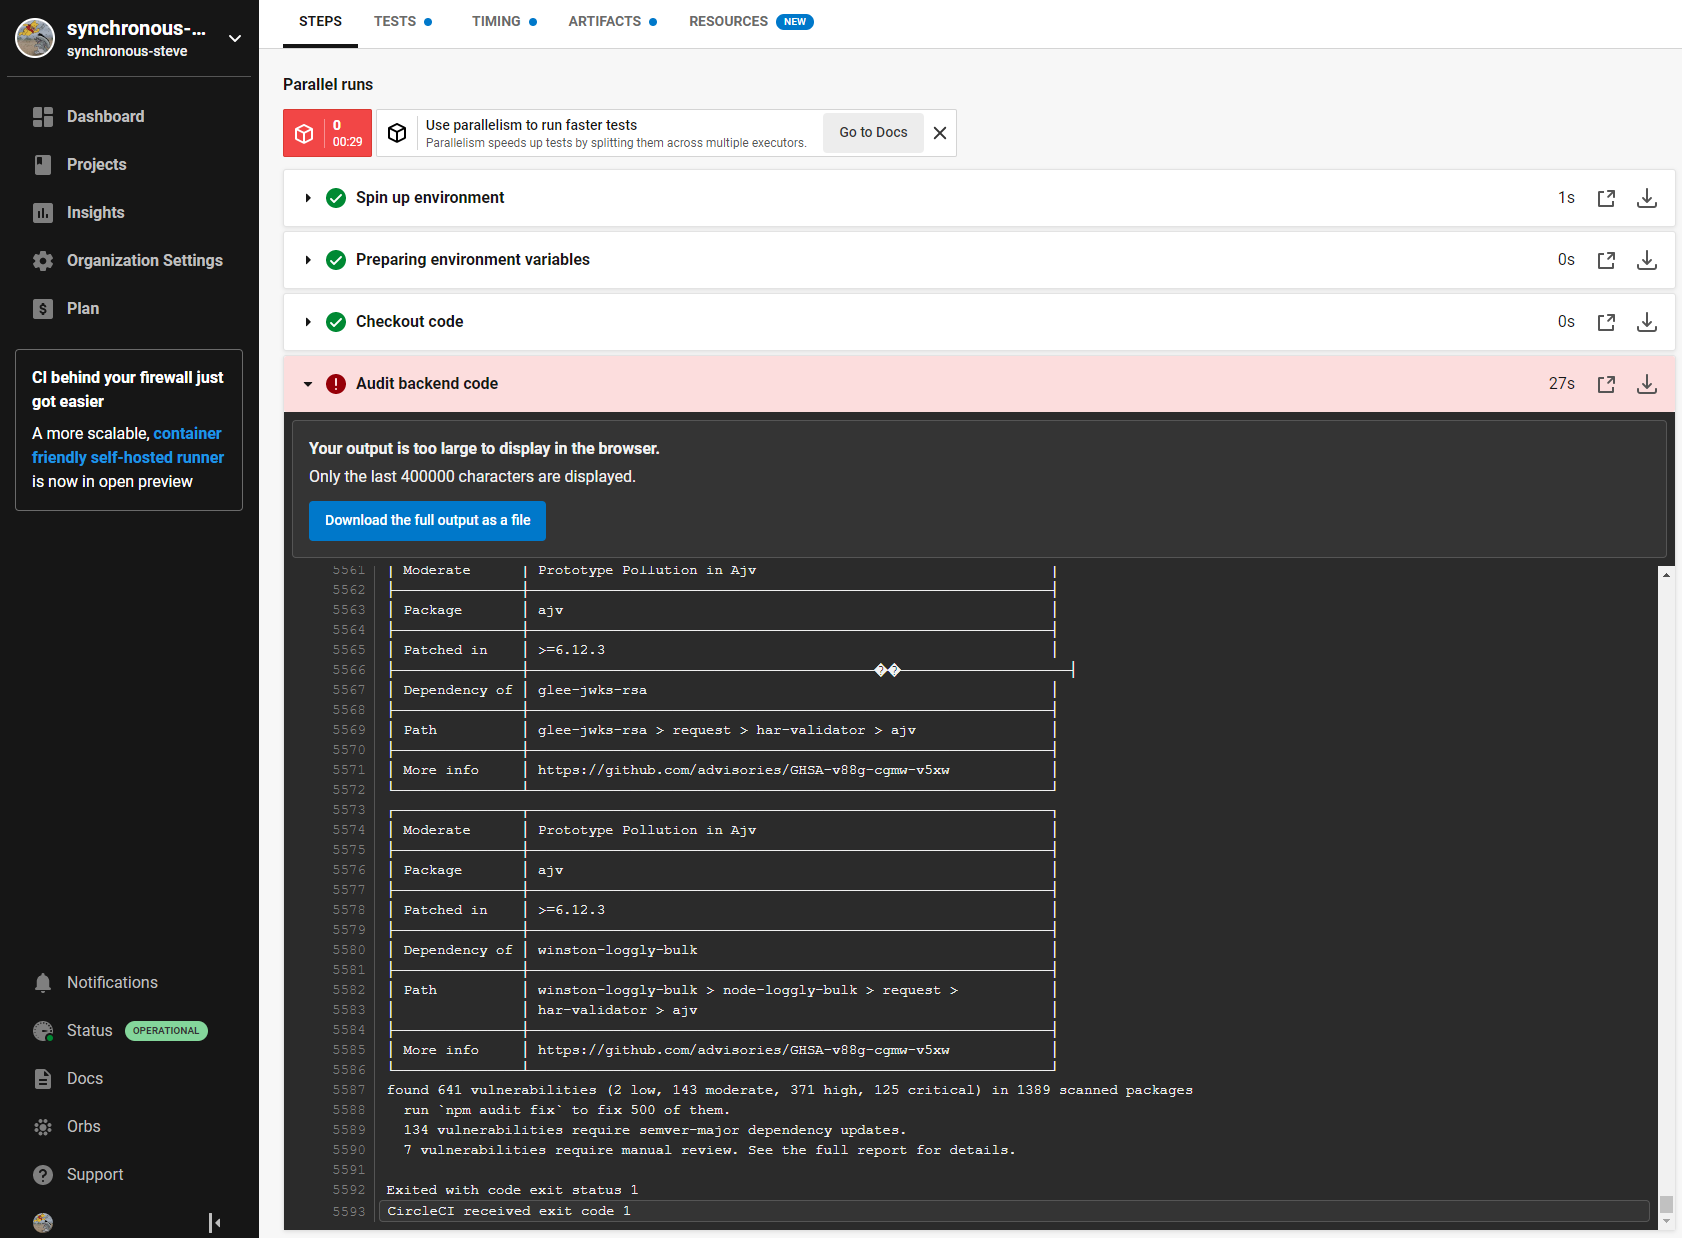 synchronous-...
synchronous-steve
Dashboard
Projects
Insights
Organization Settings
Plan
CI behind your firewall just
got easier
A more scalable, container
friendly self-hosted runner
is now in open preview
Notifications
Status OPERATIONAL
Docs
Orbs
Support
STEPS TESTS TIMING ARTIFACTS RESOURCES NEW
Parallel runs
0
00:29
Use parallelism to run faster tests
Parallelism speeds up tests by splitting them across multiple executors.
Go to Docs
Spin up environment 1s
Preparing environment variables 0s
Checkout code 0s
Audit backend code 27s
Your output is too large to display in the browser.
Only the last 400000 characters are displayed.
Download the full output as a file
5561 │ Moderate │ Prototype Pollution in Ajv │
5562
5563 │ Package │ ajv │
5564
5565 │ Patched in │ >=6.12.3 │
5566 ��
5567 │ Dependency of │ glee-jwks-rsa │
5568
5569 │ Path │ glee-jwks-rsa > request > har-validator > ajv │
5570
5571 │ More info │ https://github.com/advisories/GHSA-v88g-cgmw-v5xw │
5572
5573
5574 │ Moderate │ Prototype Pollution in Ajv │
5575
5576 │ Package │ ajv │
5577
5578 │ Patched in │ >=6.12.3 │
5579
5580 │ Dependency of │ winston-loggly-bulk │
5581
5582 │ Path │ winston-loggly-bulk > node-loggly-bulk > request > │
5583 │ │ har-validator > ajv │
5584
5585 │ More info │ https://github.com/advisories/GHSA-v88g-cgmw-v5xw │
5586
5587 found 641 vulnerabilities (2 low, 143 moderate, 371 high, 125 critical) in 1389 scanned packages
5588 run `npm audit fix` to fix 500 of them.
5589 134 vulnerabilities require semver-major dependency updates.
5590 7 vulnerabilities require manual review. See the full report for details.
5591
5592 Exited with code exit status 1
5593 CircleCI received exit code 1